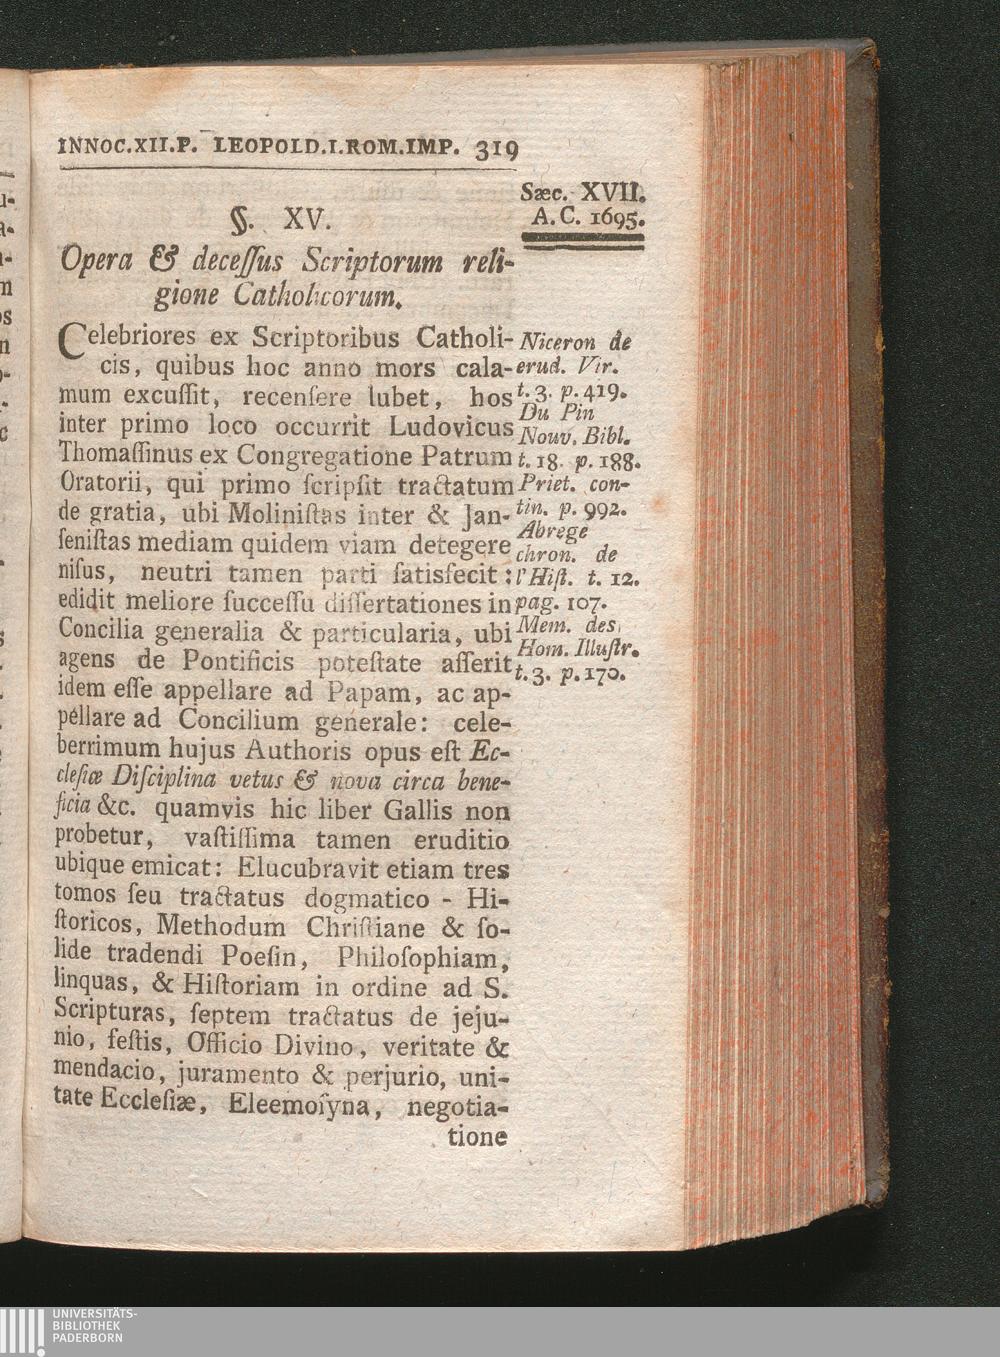 INNOC.XII.P. LEOPOLD.I.ROM.IMP. 319
Sæc. XVII.
A.C. 1695.
§. XV.
Opera & deceſſus Scriptorum reli-
gione Catholicorum.
Celebriores ex Scriptoribus Catholi-
cis, quibus hoc anno mors cala-
mum excuſſit, recenſere lubet, hos
inter primo loco occurrit Ludovicus
Thomaſſinus ex Congregatione Patrum
Oratorii, qui primo ſcripſit tractatum
de gratia, ubi Moliniſtas inter & Jan-
ſeniſtas mediam quidem viam detegere
niſus, neutri tamen parti ſatisfecit:
edidit meliore ſucceſſu diſſertationes in
Concilia generalia & particularia, ubi
agens de Pontificis poteſtate aſſerit
idem eſſe appellare ad Papam, ac ap-
pellare ad Concilium generale: cele-
berrimum hujus Authoris opus eſt Ec-
cleſiæ Diſciplina vetus & nova circa bene-
ficia &c. quamvis hic liber Gallis non
probetur, vaſtiſſima tamen eruditio
ubique emicat: Elucubravit etiam tres
tomos ſeu tractatus dogmatico - Hi-
ſtoricos, Methodum Chriſtiane & ſo-
lide tradendi Poeſin, Philoſophiam,
linquas, & Hiſtoriam in ordine ad S.
Scripturas, ſeptem tractatus de jeju-
nio, feſtis, Officio Divino, veritate &
mendacio, juramento & perjurio, uni-
tate Eccleſiæ, Eleemoſyna, negotia-
tione
Niceron de
erud. Vir.
t. 3. p. 419.
Du Pin
Nouv. Bibl.
t. 18. p. 188.
Priet. con-
tin. p. 992.
Abrege
chron. de
l'Hiſt. t. 12.
pag. 107.
Mem. des
Hom. Illuſtr.
t. 3. p. 170.
UNIVERSITÄTS-
BIBLIOTHEK
PADERBORN